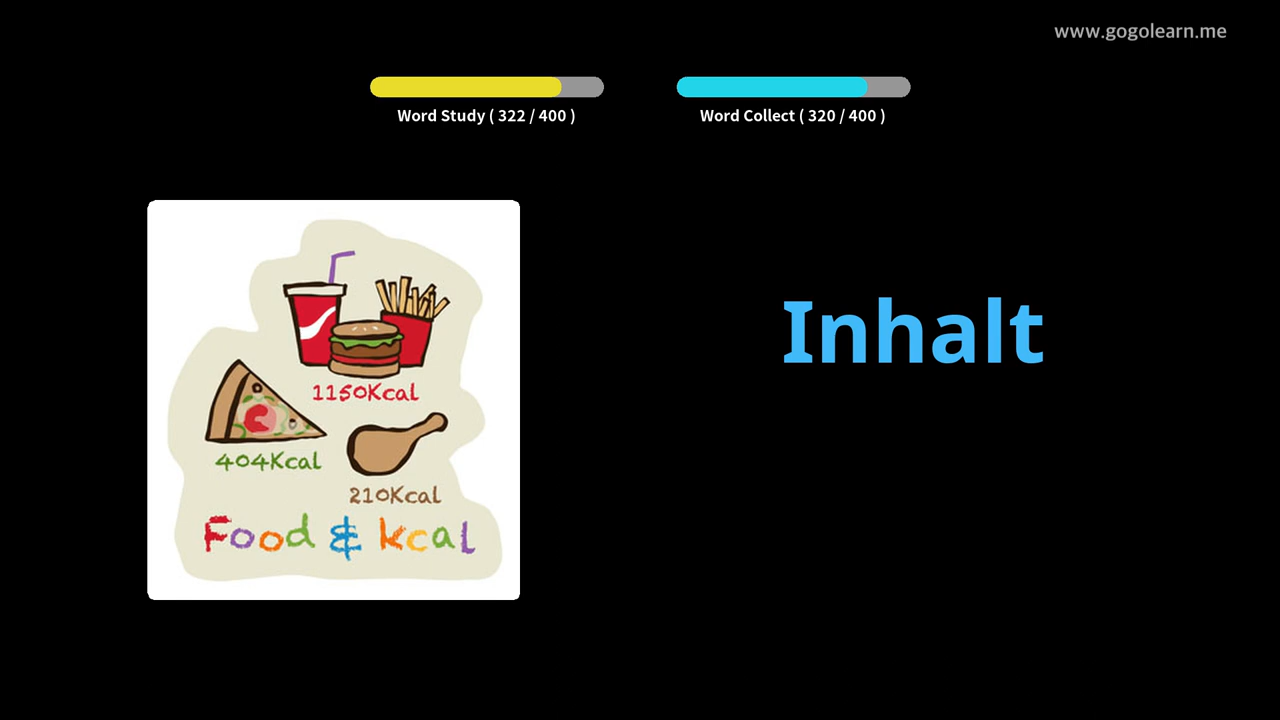 www.gogolearn.me
Word Study ( 322 / 400 )
Word Collect ( 320 / 400 )
1150Kcal
404Kcal
210Kcal
Food & kcal
Inhalt